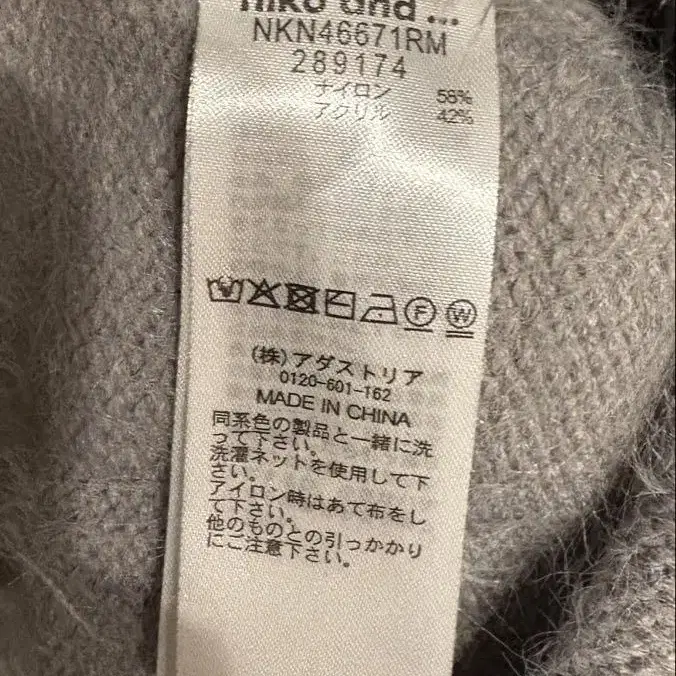 niko and ...
NKN46671RM
289174
ナイロン 58%
アクリル 42%
F W
(株)アダストリア
0120-601-162
MADE IN CHINA
同系色の製品と一緒に洗
って下さい。
洗濯ネットを使用して下
さい。
アイロン時はあて布をし
て下さい。
他のものとの引っかかり
にご注意下さい。